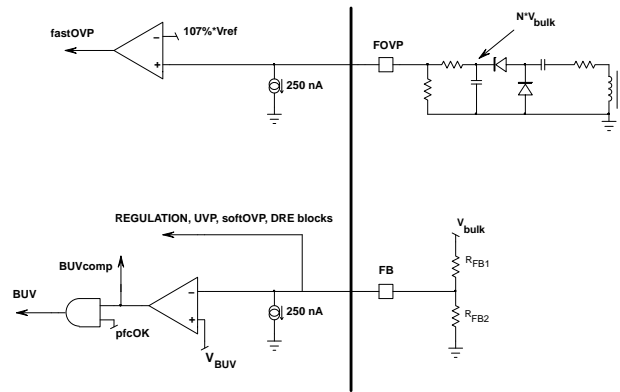 fastOVP
107%*Vref
FOVP
N*Vbulk
250 nA
REGULATION, UVP, softOVP, DRE blocks
Vbulk
BUVcomp
FB
RFB1
BUV
250 nA
RFB2
pfcOK
VBUV